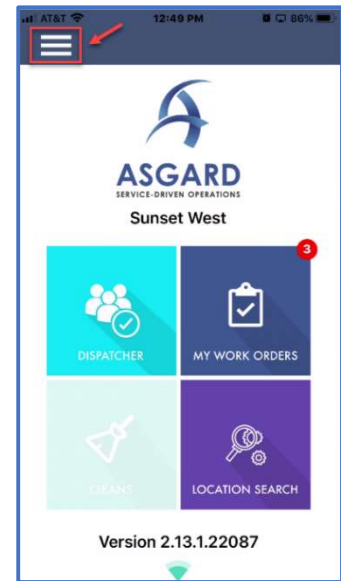 AT&T 12:49 PM 86%
ASGARD
SERVICE-DRIVEN OPERATIONS
Sunset West
3
DISPATCHER MY WORK ORDERS
CLEANS LOCATION SEARCH
Version 2.13.1.22087